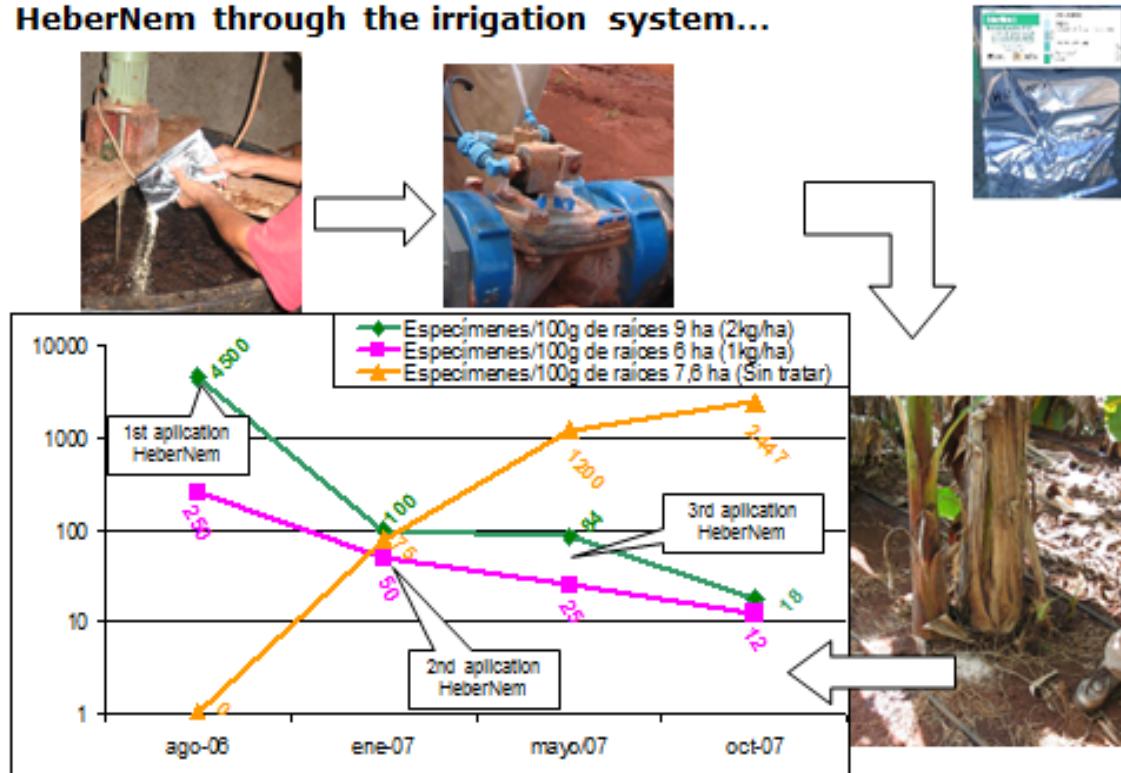 HeberNem through the irrigation system...
Especímenes/100g de raíces 9 ha (2kg/ha)
Especímenes/100g de raíces 6 ha (1kg/ha)
Especímenes/100g de raíces 7,6 ha (Sin tratar)
10000
1000
100
10
1
4500
100
84
18
250
50
25
12
0
75
1200
2447
1st aplication
HeberNem
2nd aplication
HeberNem
3rd aplication
HeberNem
ago-06
ene-07
mayo/07
oct-07